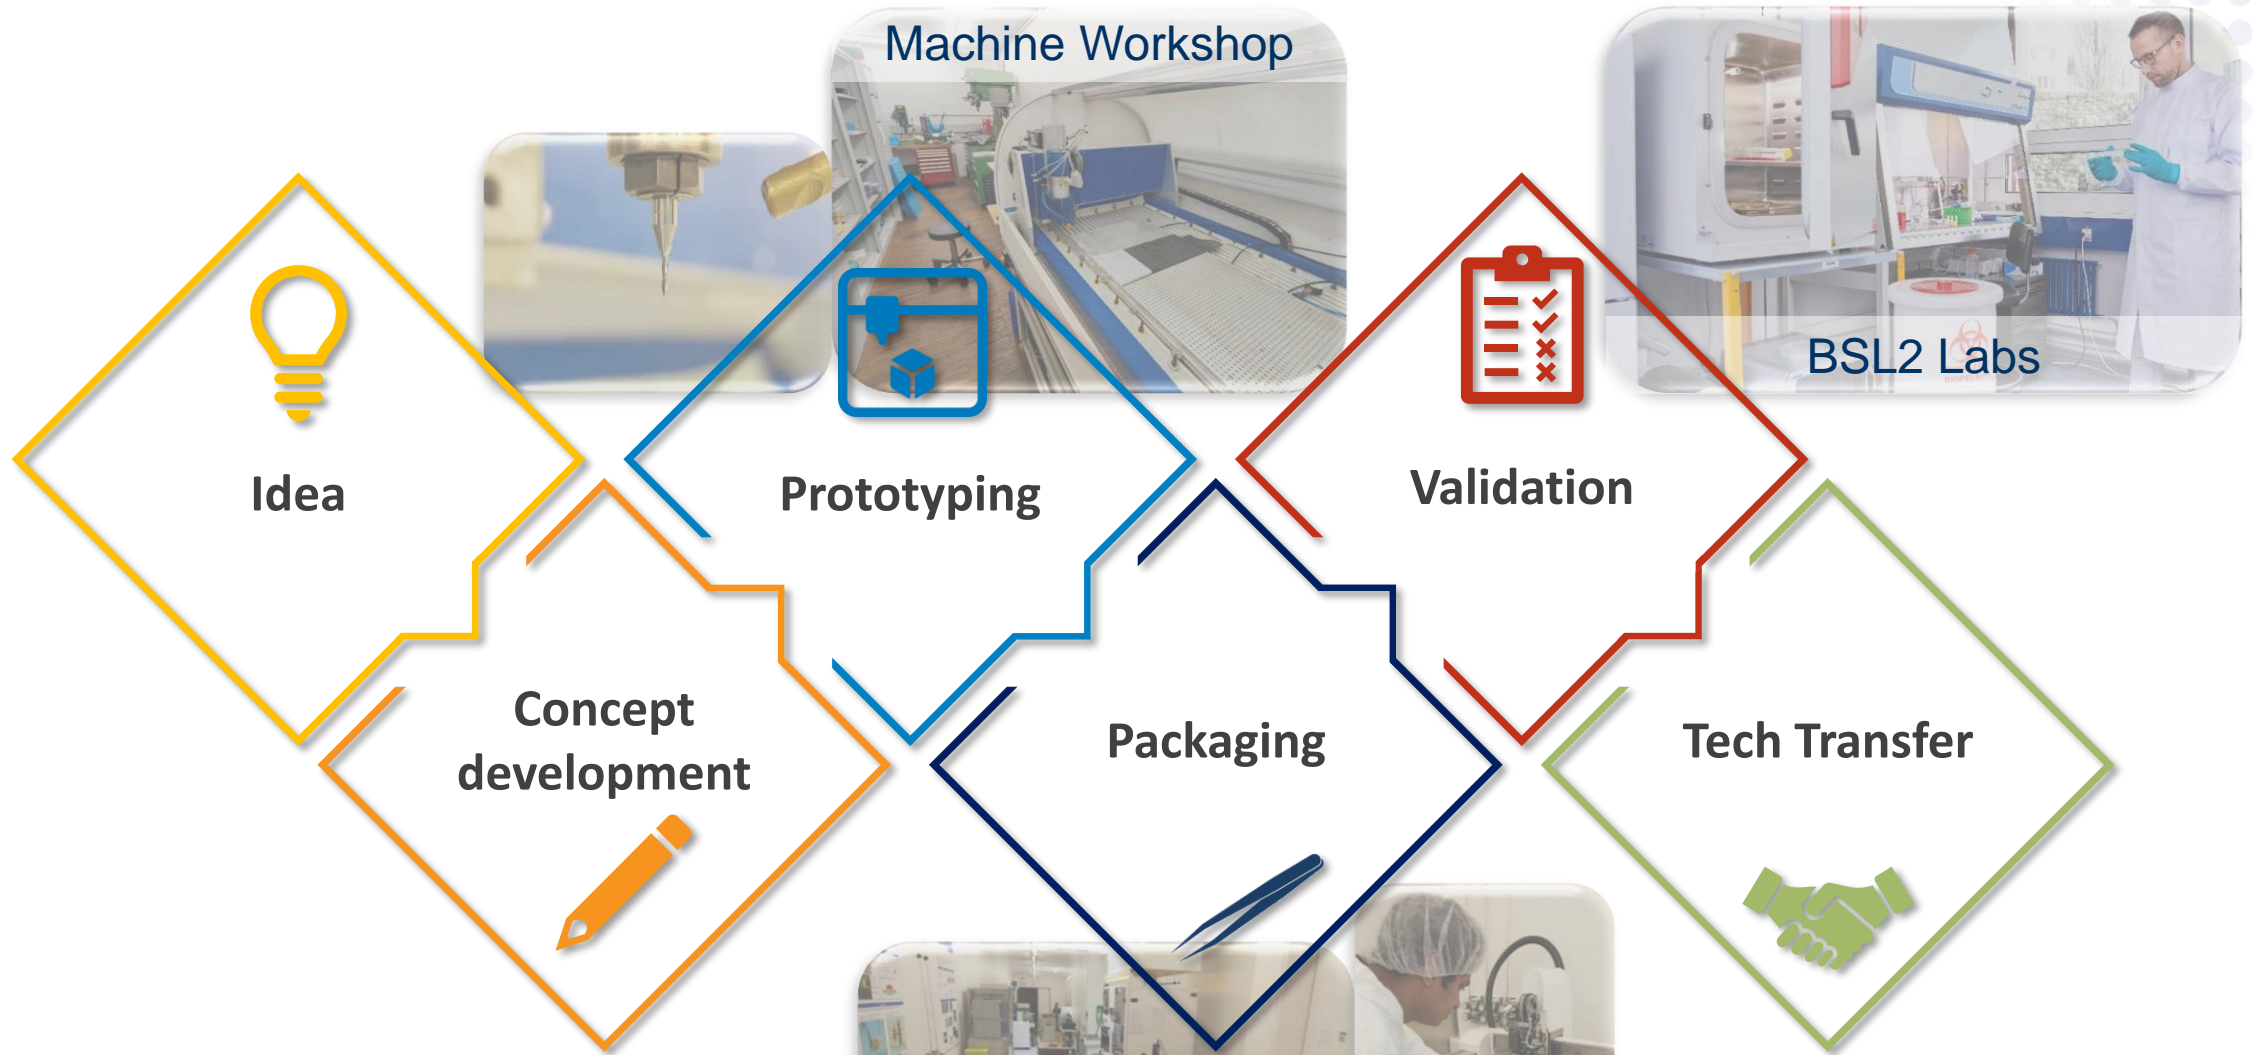 Machine Workshop
BSL2 Labs
Idea
Prototyping
Validation
Concept
development
Packaging
Tech Transfer